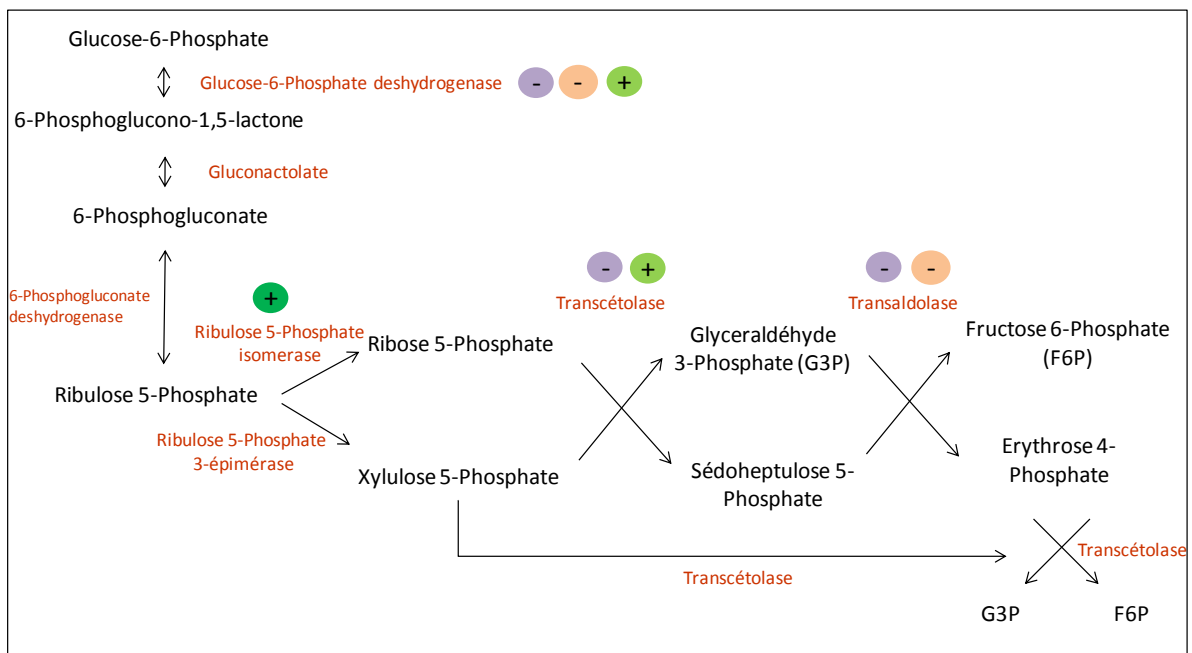 Glucose-6-Phosphate
Glucose-6-Phosphate deshydrogenase
- - +
6-Phosphoglucono-1,5-lactone
Gluconactolate
6-Phosphogluconate
6-Phosphogluconate
deshydrogenase
+
Ribulose 5-Phosphate
isomerase
Ribulose 5-Phosphate
Ribulose 5-Phosphate
3-épimérase
Ribose 5-Phosphate
Xylulose 5-Phosphate
- +
Transcétolase
Glyceraldéhyde
3-Phosphate (G3P)
Sédoheptulose 5-
Phosphate
- -
Transaldolase
Fructose 6-Phosphate
(F6P)
Erythrose 4-
Phosphate
Transcétolase
Transcétolase
G3P
F6P